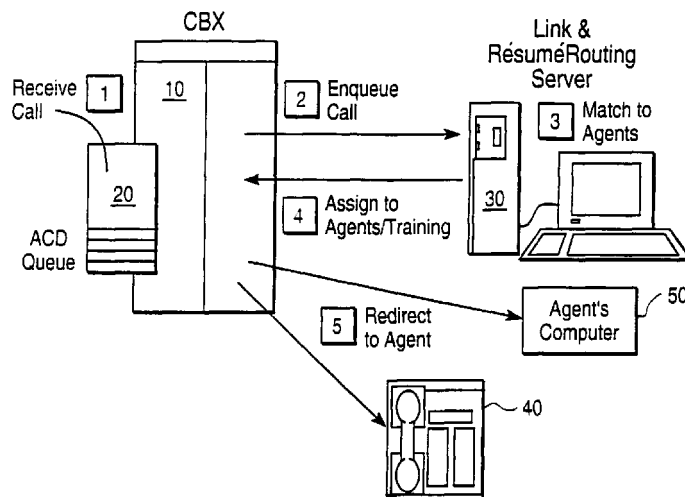 CBX
Link &
RésuméRouting
Server
Receive
Call
1
10
2
Enqueue
Call
3
Match to
Agents
20
30
4
Assign to
Agents/Training
ACD
Queue
5
Redirect
to Agent
Agent's
Computer
50
40